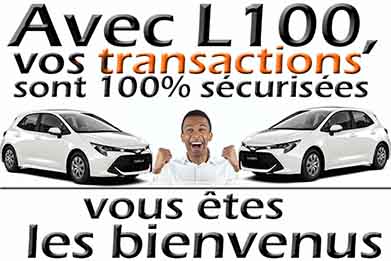 Avec L100,
vos transactions
sont 100% sécurisées
vous êtes
les bienvenus